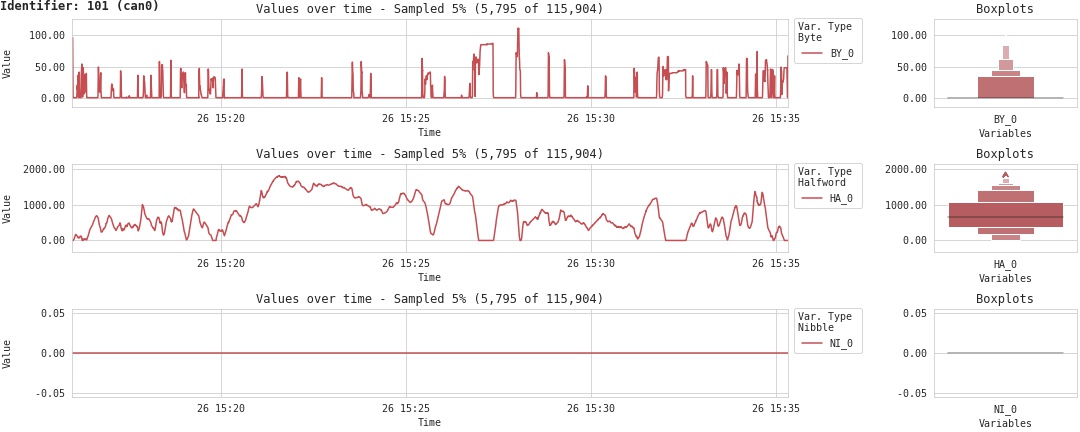 Identifier: 101 (can0)
Values over time - Sampled 5% (5,795 of 115,904)
Boxplots
Value
100.00
50.00
0.00
26 15:20
26 15:25
26 15:30
26 15:35
Time
Var. Type
Byte
BY_0
100.00
50.00
0.00
BY_0
Variables
Values over time - Sampled 5% (5,795 of 115,904)
Boxplots
Value
2000.00
1000.00
0.00
26 15:20
26 15:25
26 15:30
26 15:35
Time
Var. Type
Halfword
HA_0
2000.00
1000.00
0.00
HA_0
Variables
Values over time - Sampled 5% (5,795 of 115,904)
Boxplots
Value
0.05
0.00
-0.05
26 15:20
26 15:25
26 15:30
26 15:35
Time
Var. Type
Nibble
NI_0
0.05
0.00
-0.05
NI_0
Variables